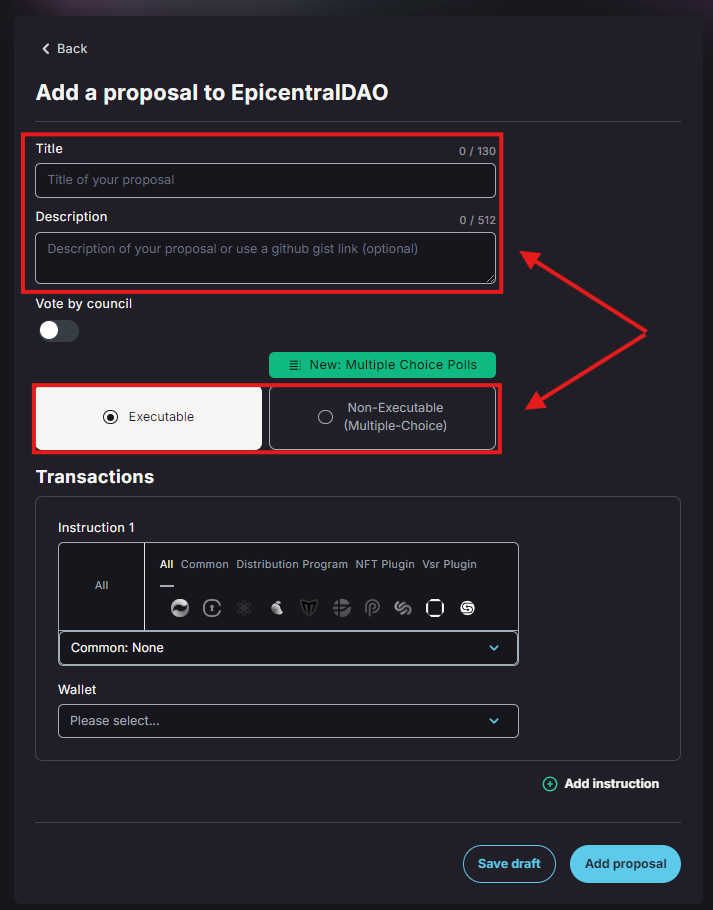 Back
Add a proposal to EpicentralDAO
Title
0 / 130
Title of your proposal
Description
0 / 512
Description of your proposal or use a github gist link (optional)
Vote by council
New: Multiple Choice Polls
Executable
Non-Executable
(Multiple-Choice)
Transactions
Instruction 1
All
All Common Distribution Program NFT Plugin Vsr Plugin
Common: None
Wallet
Please select...
Add instruction
Save draft
Add proposal